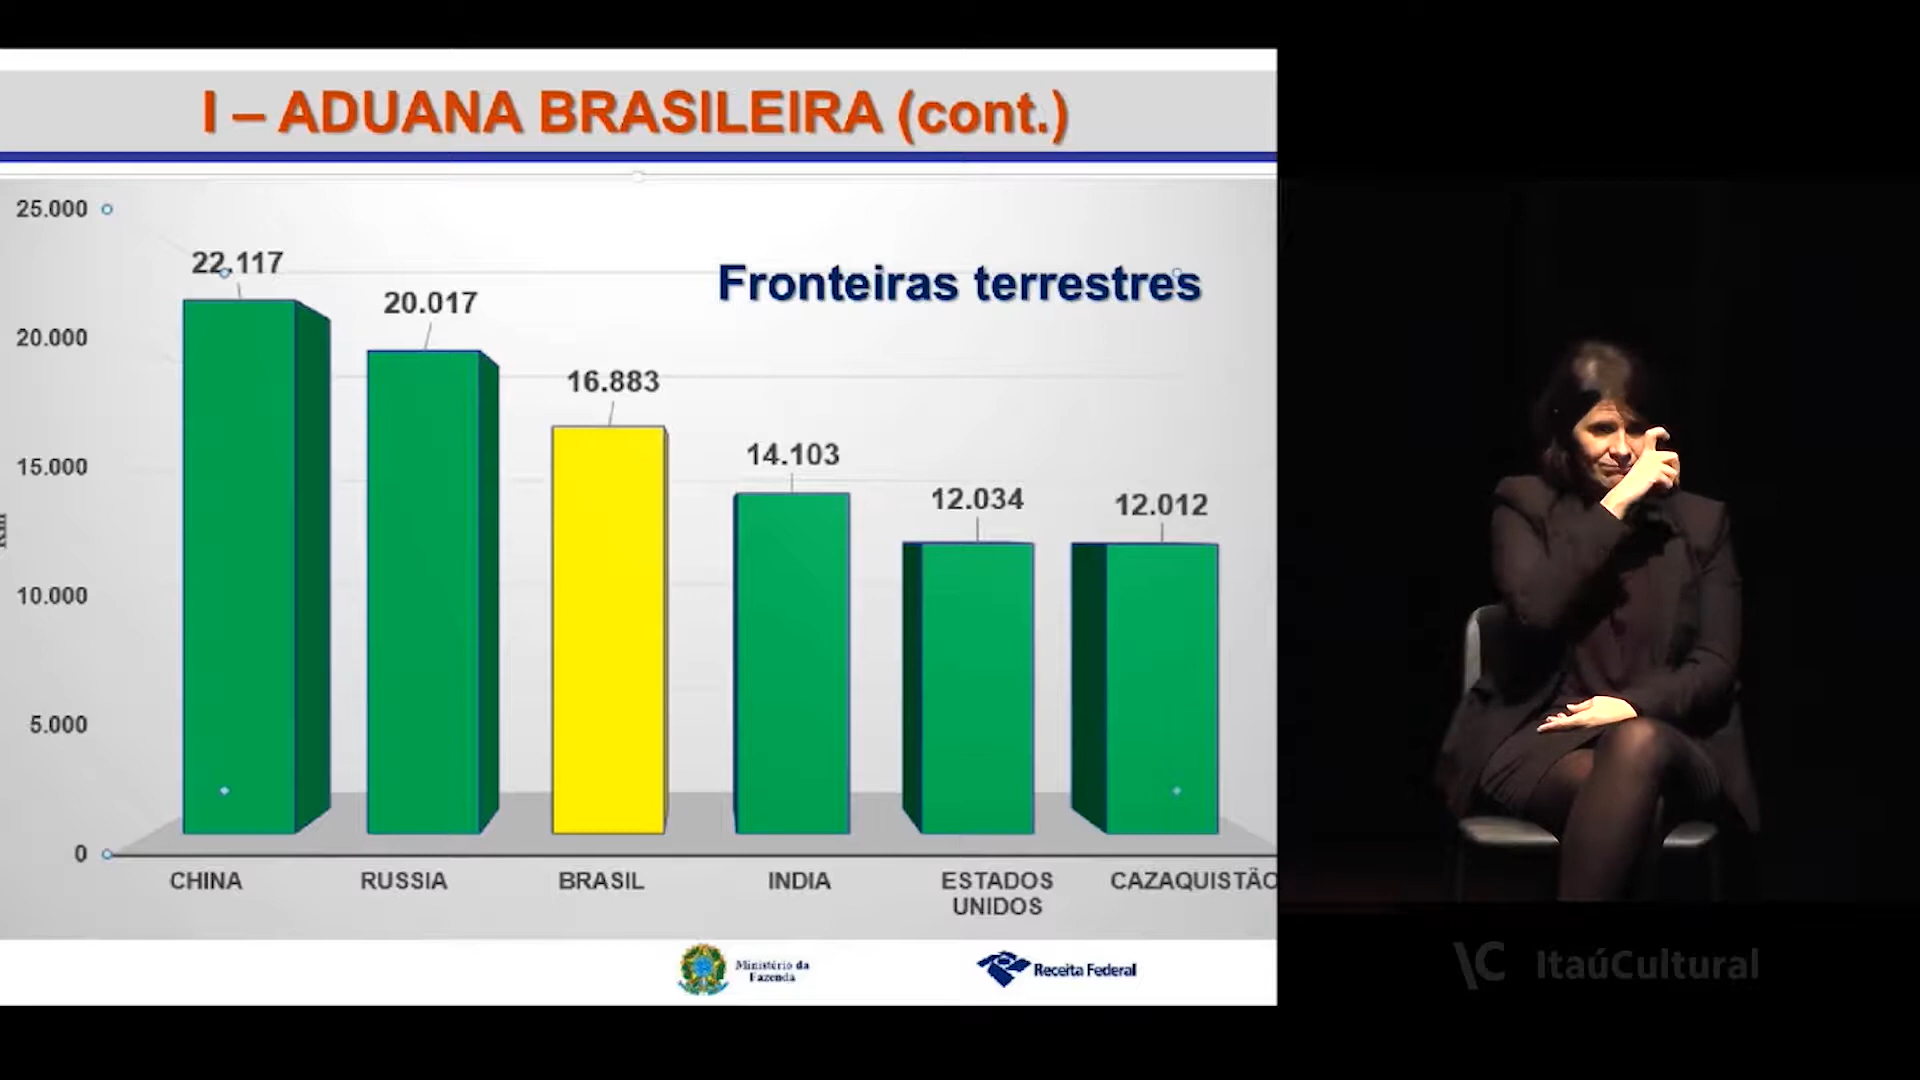 I – ADUANA BRASILEIRA (cont.)
Fronteiras terrestres
25.000
20.000
15.000
10.000
5.000
0
22.117
20.017
16.883
14.103
12.034
12.012
CHINA
RUSSIA
BRASIL
INDIA
ESTADOS
UNIDOS
CAZAQUISTÃO
Ministério da
Fazenda
Receita Federal
ItaúCultural